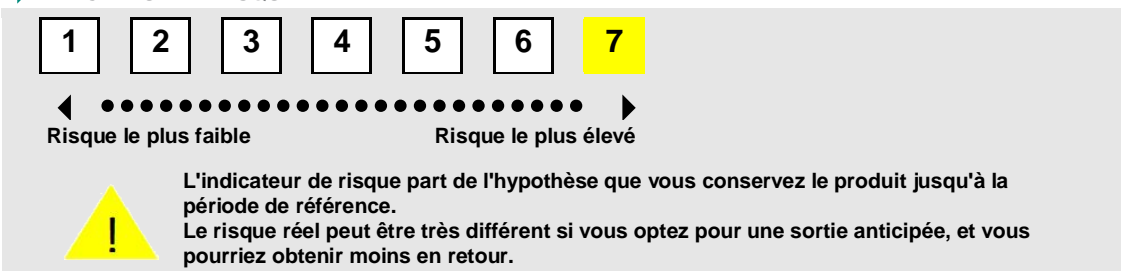 1 2 3 4 5 6 7
Risque le plus faible Risque le plus élevé
L'indicateur de risque part de l'hypothèse que vous conservez le produit jusqu'à la
période de référence.
! Le risque réel peut être très différent si vous optez pour une sortie anticipée, et vous
pourriez obtenir moins en retour.